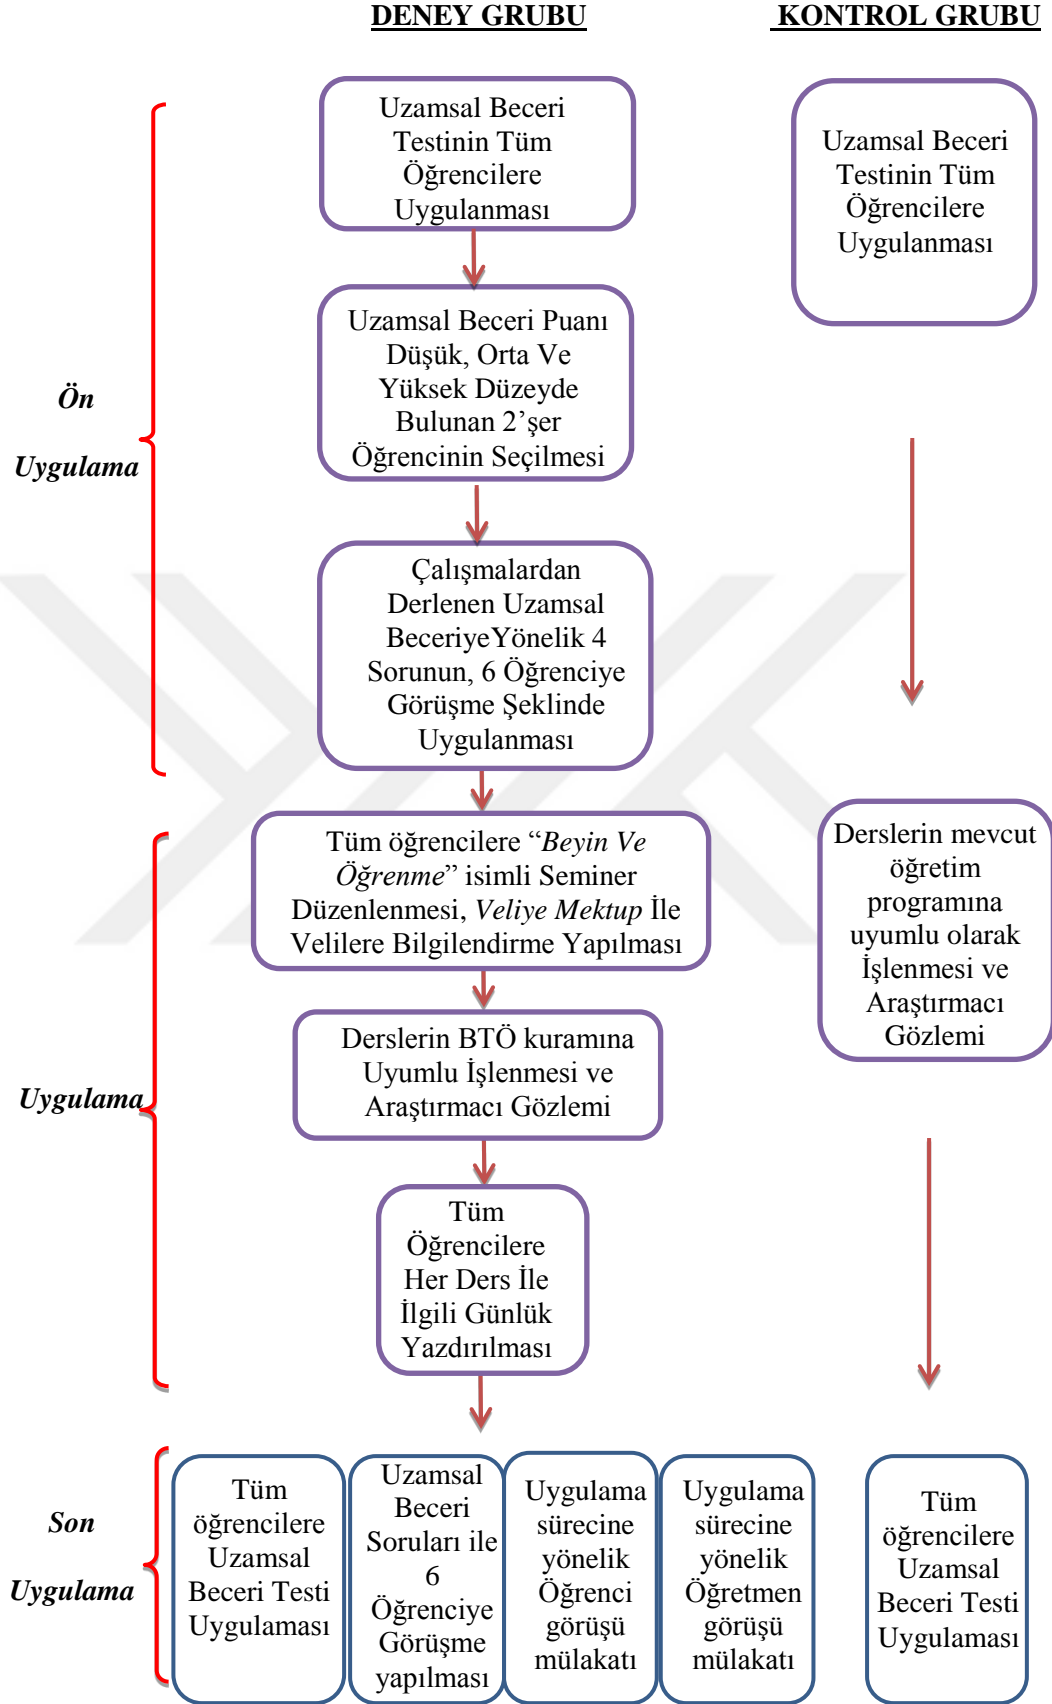 DENEY GRUBU
KONTROL GRUBU
Ön
Uygulama
Uzamsal Beceri
Testinin Tüm
Öğrencilere
Uygulanması
Uzamsal Beceri
Testinin Tüm
Öğrencilere
Uygulanması
Uzamsal Beceri Puanı
Düşük, Orta Ve
Yüksek Düzeyde
Bulunan 2’şer
Öğrencinin Seçilmesi
Çalışmalardan
Derlenen Uzamsal
BeceriyeYönelik 4
Sorunun, 6 Öğrenciye
Görüşme Şeklinde
Uygulanması
Uygulama
Tüm öğrencilere “Beyin Ve
Öğrenme” isimli Seminer
Düzenlenmesi, Veliye Mektup İle
Velilere Bilgilendirme Yapılması
Derslerin mevcut
öğretim
programına
uyumlu olarak
İşlenmesi ve
Araştırmacı
Gözlemi
Derslerin BTÖ kuramına
Uyumlu İşlenmesi ve
Araştırmacı Gözlemi
Tüm
Öğrencilere
Her Ders İle
İlgili Günlük
Yazdırılması
Son
Uygulama
Tüm
öğrencilere
Uzamsal
Beceri Testi
Uygulaması
Uzamsal
Beceri
Soruları ile
6
Öğrenciye
Görüşme
yapılması
Uygulama
sürecine
yönelik
Öğrenci
görüşü
mülakatı
Uygulama
sürecine
yönelik
Öğretmen
görüşü
mülakatı
Tüm
öğrencilere
Uzamsal
Beceri Testi
Uygulaması